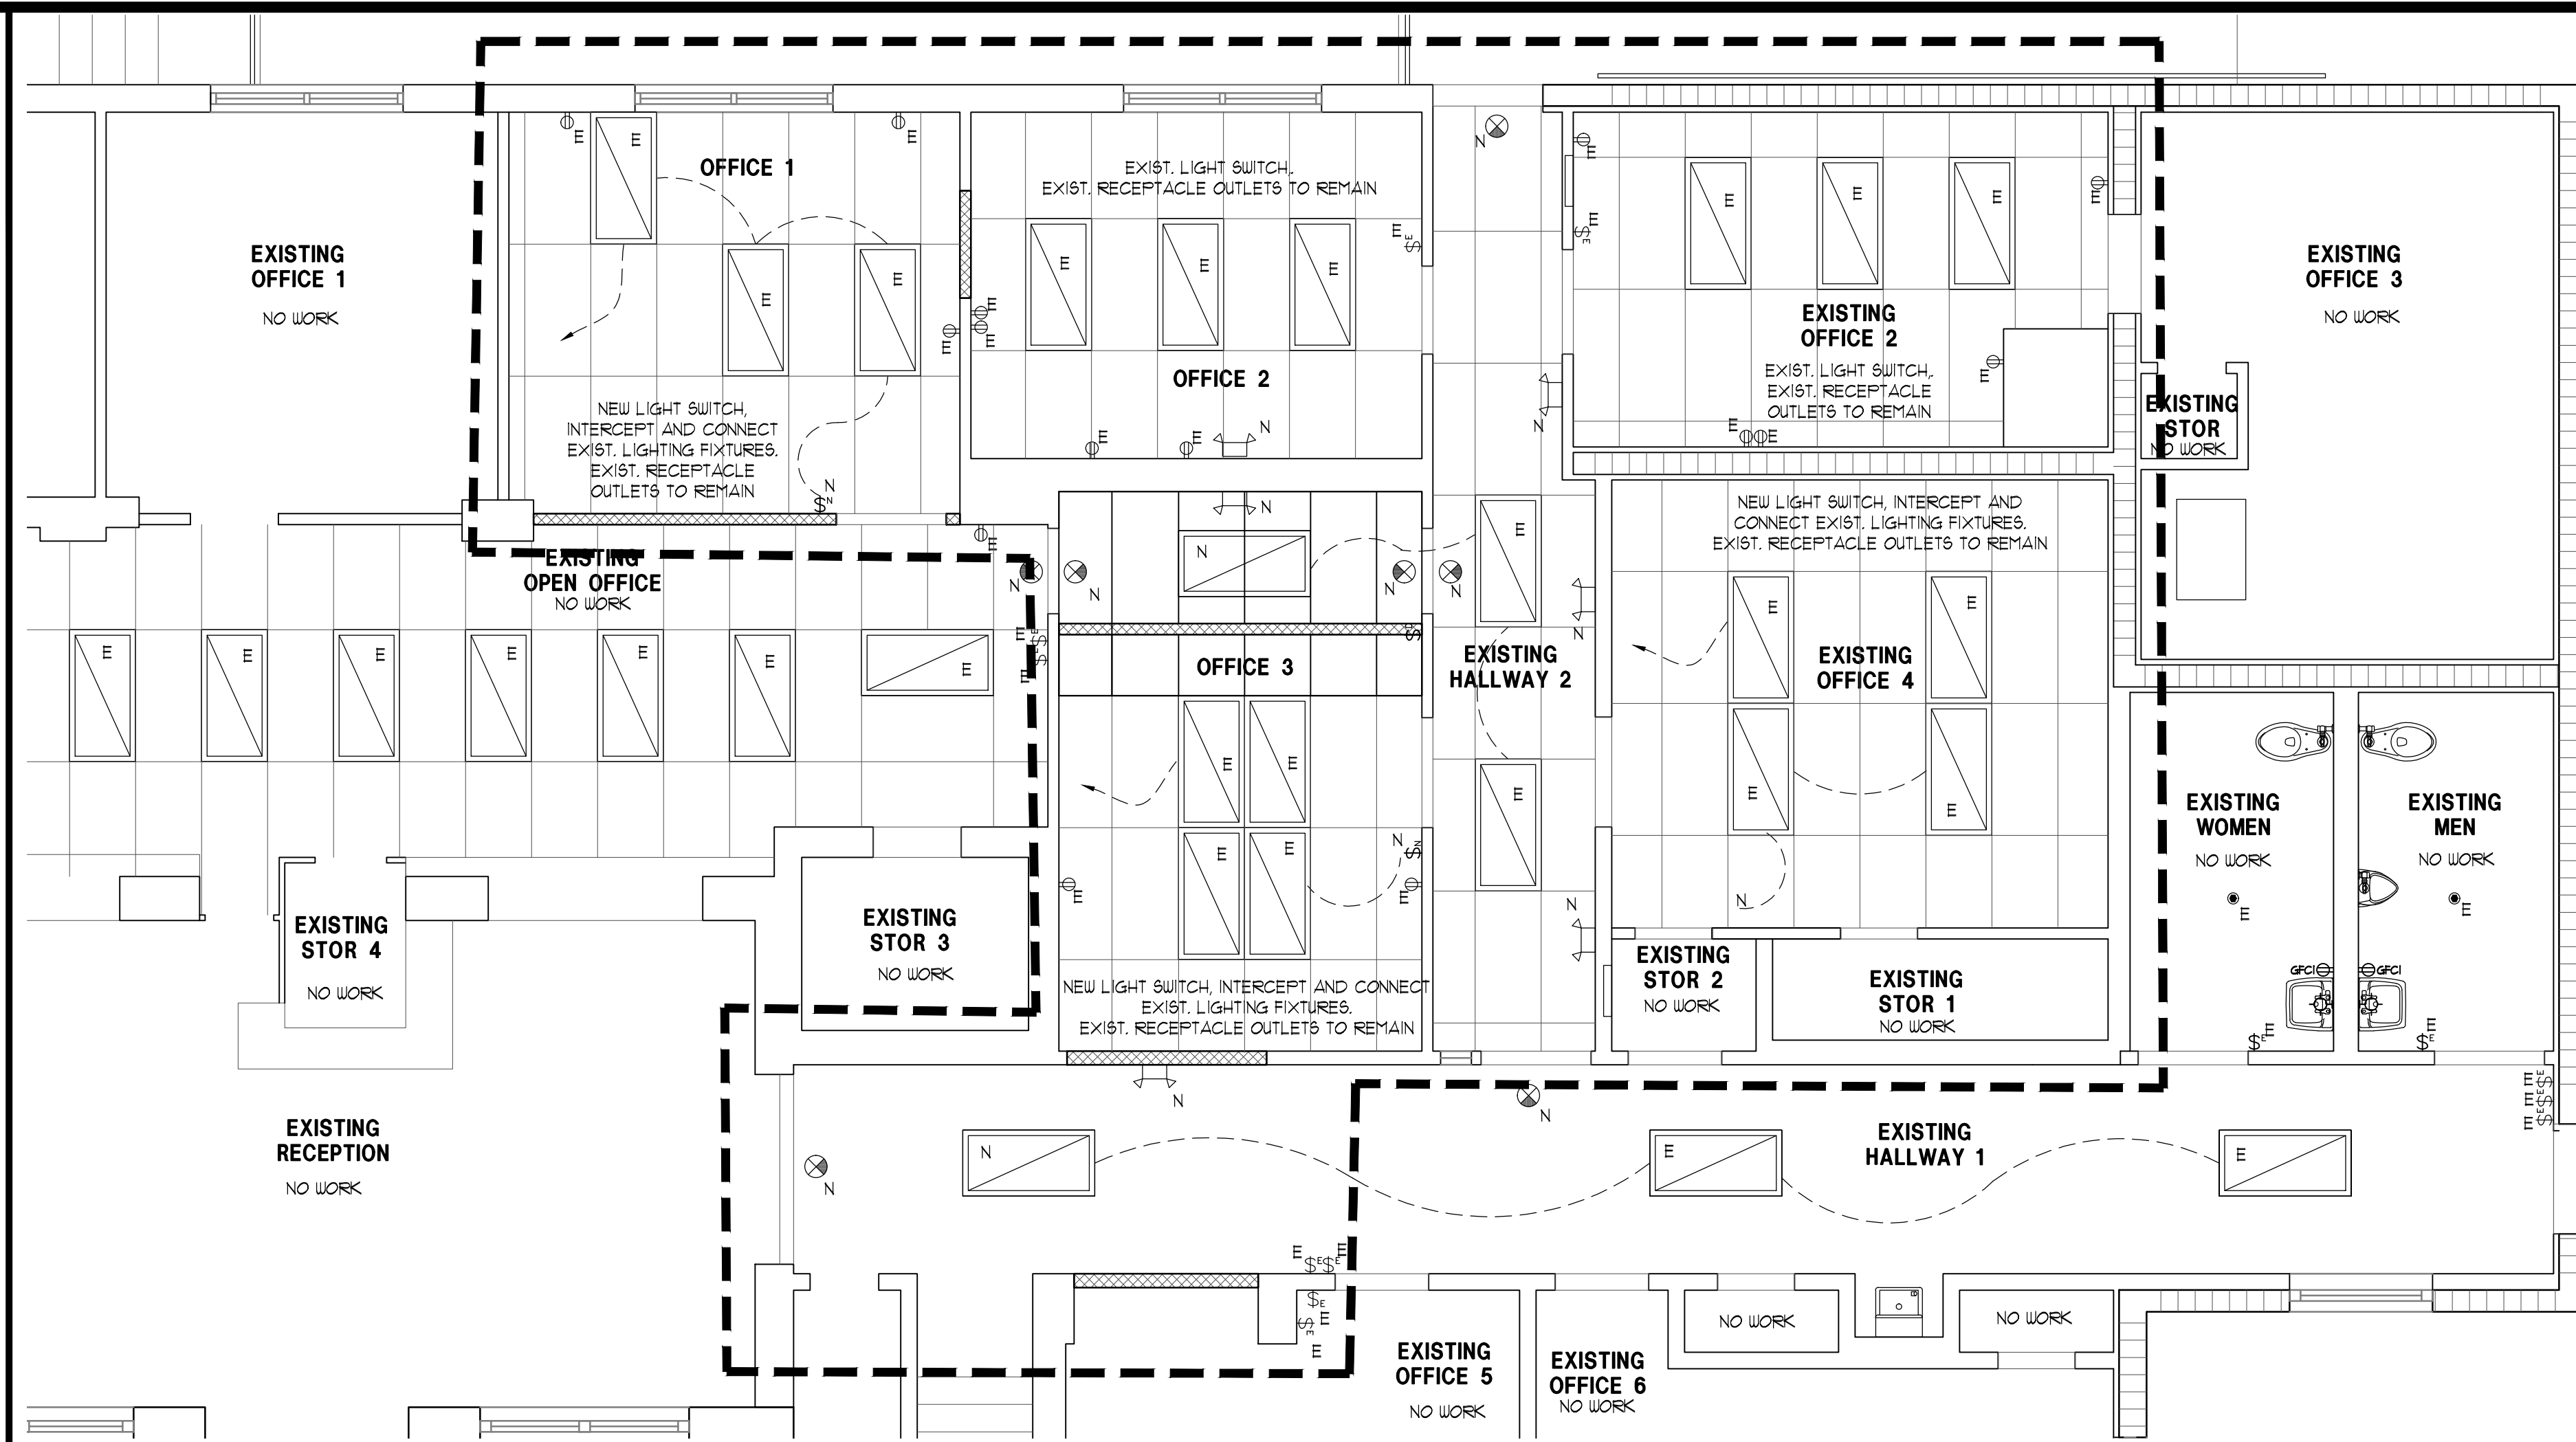 OFFICE 1
EXIST. LIGHT SWITCH,.
EXIST. RECEPTACLE OUTLETS TO REMAIN
EXISTING
OFFICE 1
NO WORK
EXISTING
OFFICE 3
NO WORK
EXISTING
OFFICE 2
EXIST. LIGHT SWITCH,.
EXIST. RECEPTACLE
OUTLETS TO REMAIN
OFFICE 2
NEW LIGHT SWITCH,
INTERCEPT AND CONNECT
EXIST. LIGHTING FIXTURES.
EXIST. RECEPTACLE
OUTLETS TO REMAIN
EXISTING
STOR
NO WORK
NEW LIGHT SWITCH, INTERCEPT AND
CONNECT EXIST. LIGHTING FIXTURES.
EXIST. RECEPTACLE OUTLETS TO REMAIN
EXISTING
OPEN OFFICE
NO WORK
OFFICE 3
EXISTING
HALLWAY 2
EXISTING
OFFICE 4
EXISTING
WOMEN
NO WORK
EXISTING
MEN
NO WORK
EXISTING
STOR 4
NO WORK
EXISTING
STOR 3
NO WORK
NEW LIGHT SWITCH, INTERCEPT AND CONNECT
EXIST. LIGHTING FIXTURES.
EXIST. RECEPTACLE OUTLETS TO REMAIN
EXISTING
STOR 2
NO WORK
EXISTING
STOR 1
NO WORK
GFCI
GFCI
EXISTING
RECEPTION
NO WORK
EXISTING
HALLWAY 1
EXISTING
OFFICE 5
NO WORK
EXISTING
OFFICE 6
NO WORK
NO WORK
NO WORK